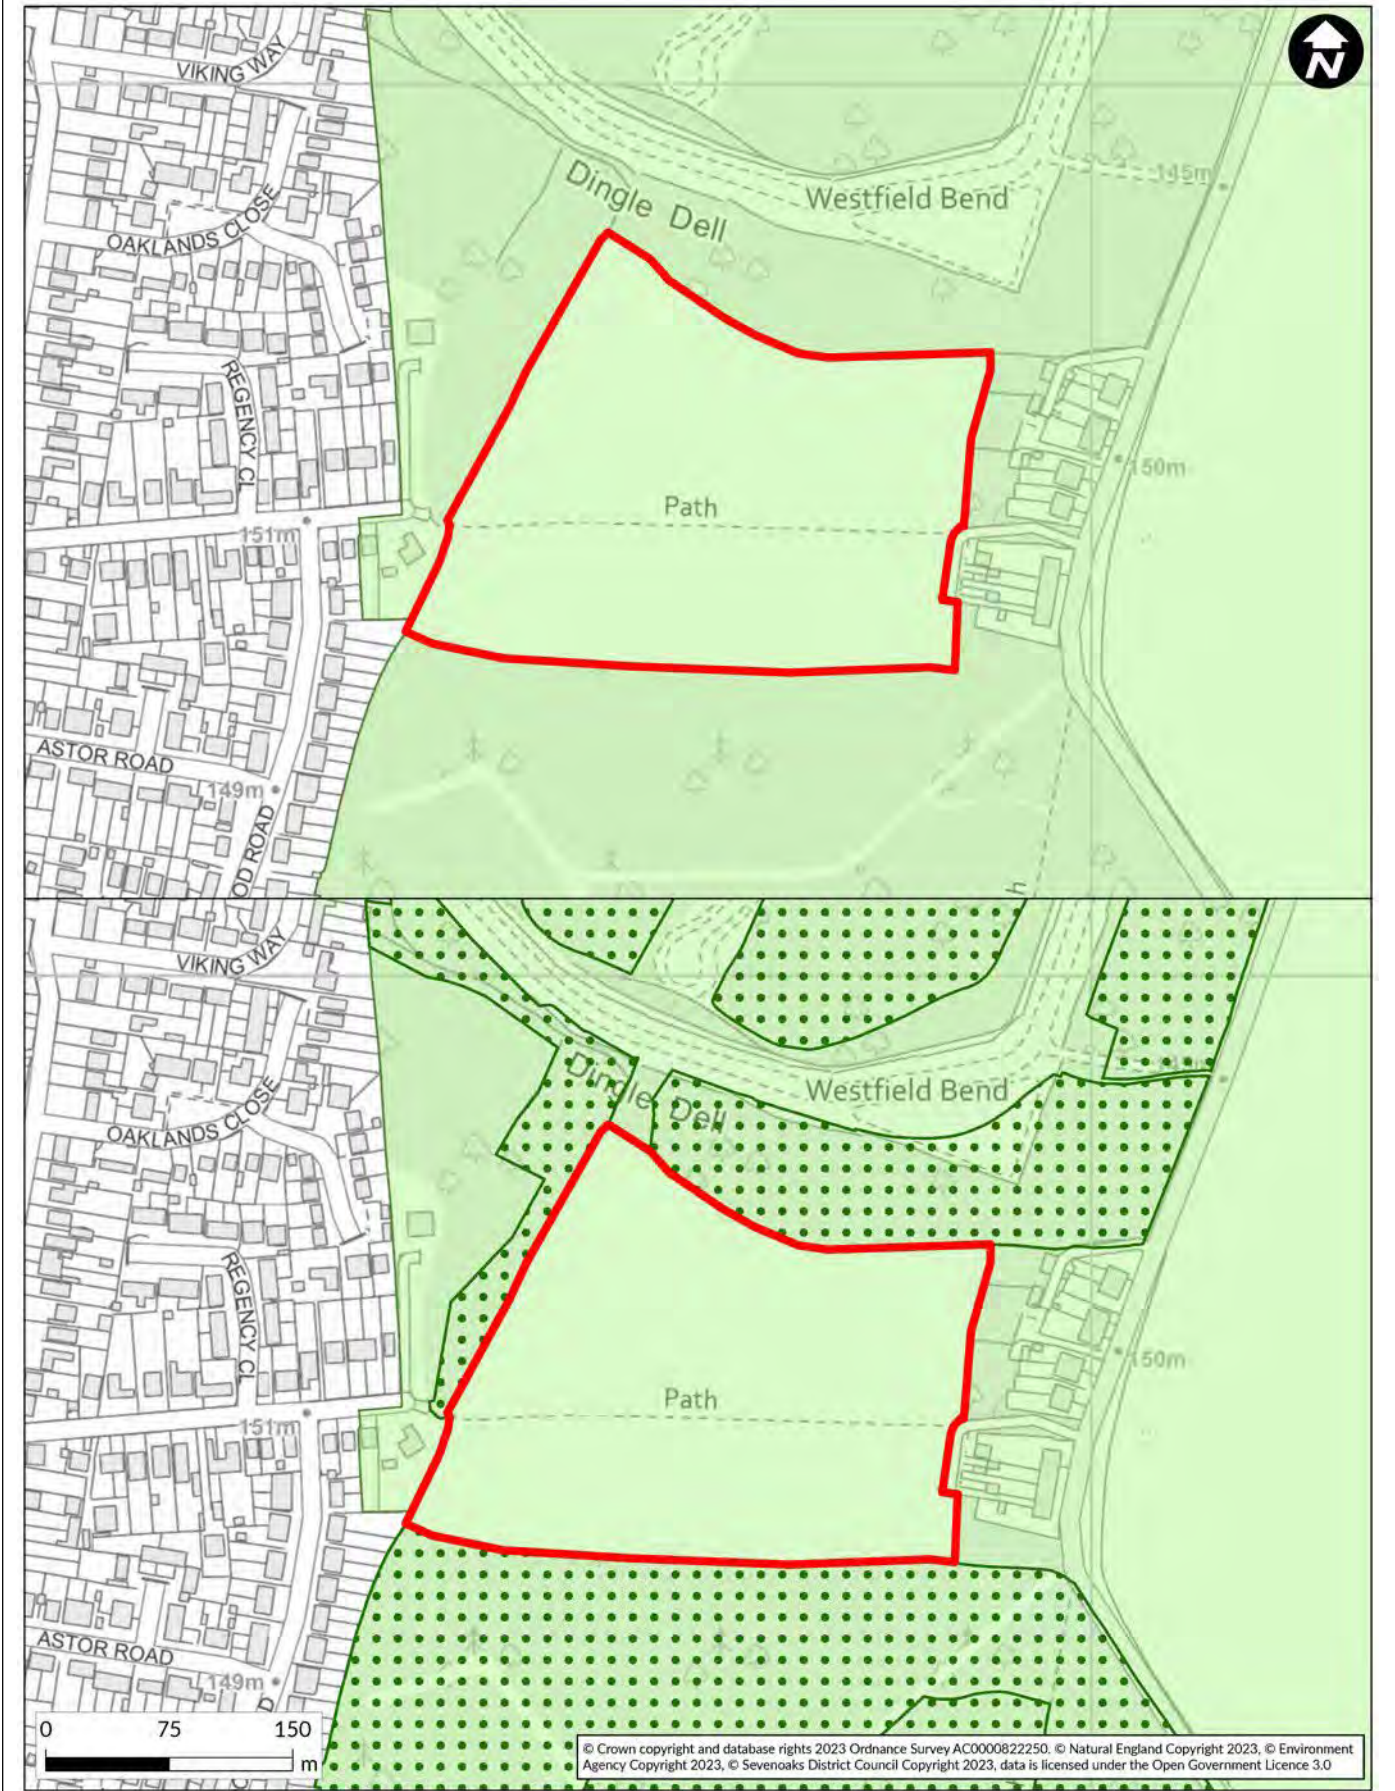 N
VIKING WAY
Dingle Dell
Westfield Bend
145m
OAKLANDS CLOSE
REGENCY CL
150m
Path
151m
ASTOR ROAD
149m
OD ROAD
h
VIKING WAY
Dingle Dell
Westfield Bend
OAKLANDS CLOSE
REGENCY CL
150m
Path
151m
ASTOR ROAD
149m
D
0 75 150
m
© Crown copyright and database rights 2023 Ordnance Survey AC0000822250. © Natural England Copyright 2023, © Environment
Agency Copyright 2023, © Sevenoaks District Council Copyright 2023, data is licensed under the Open Government Licence 3.0